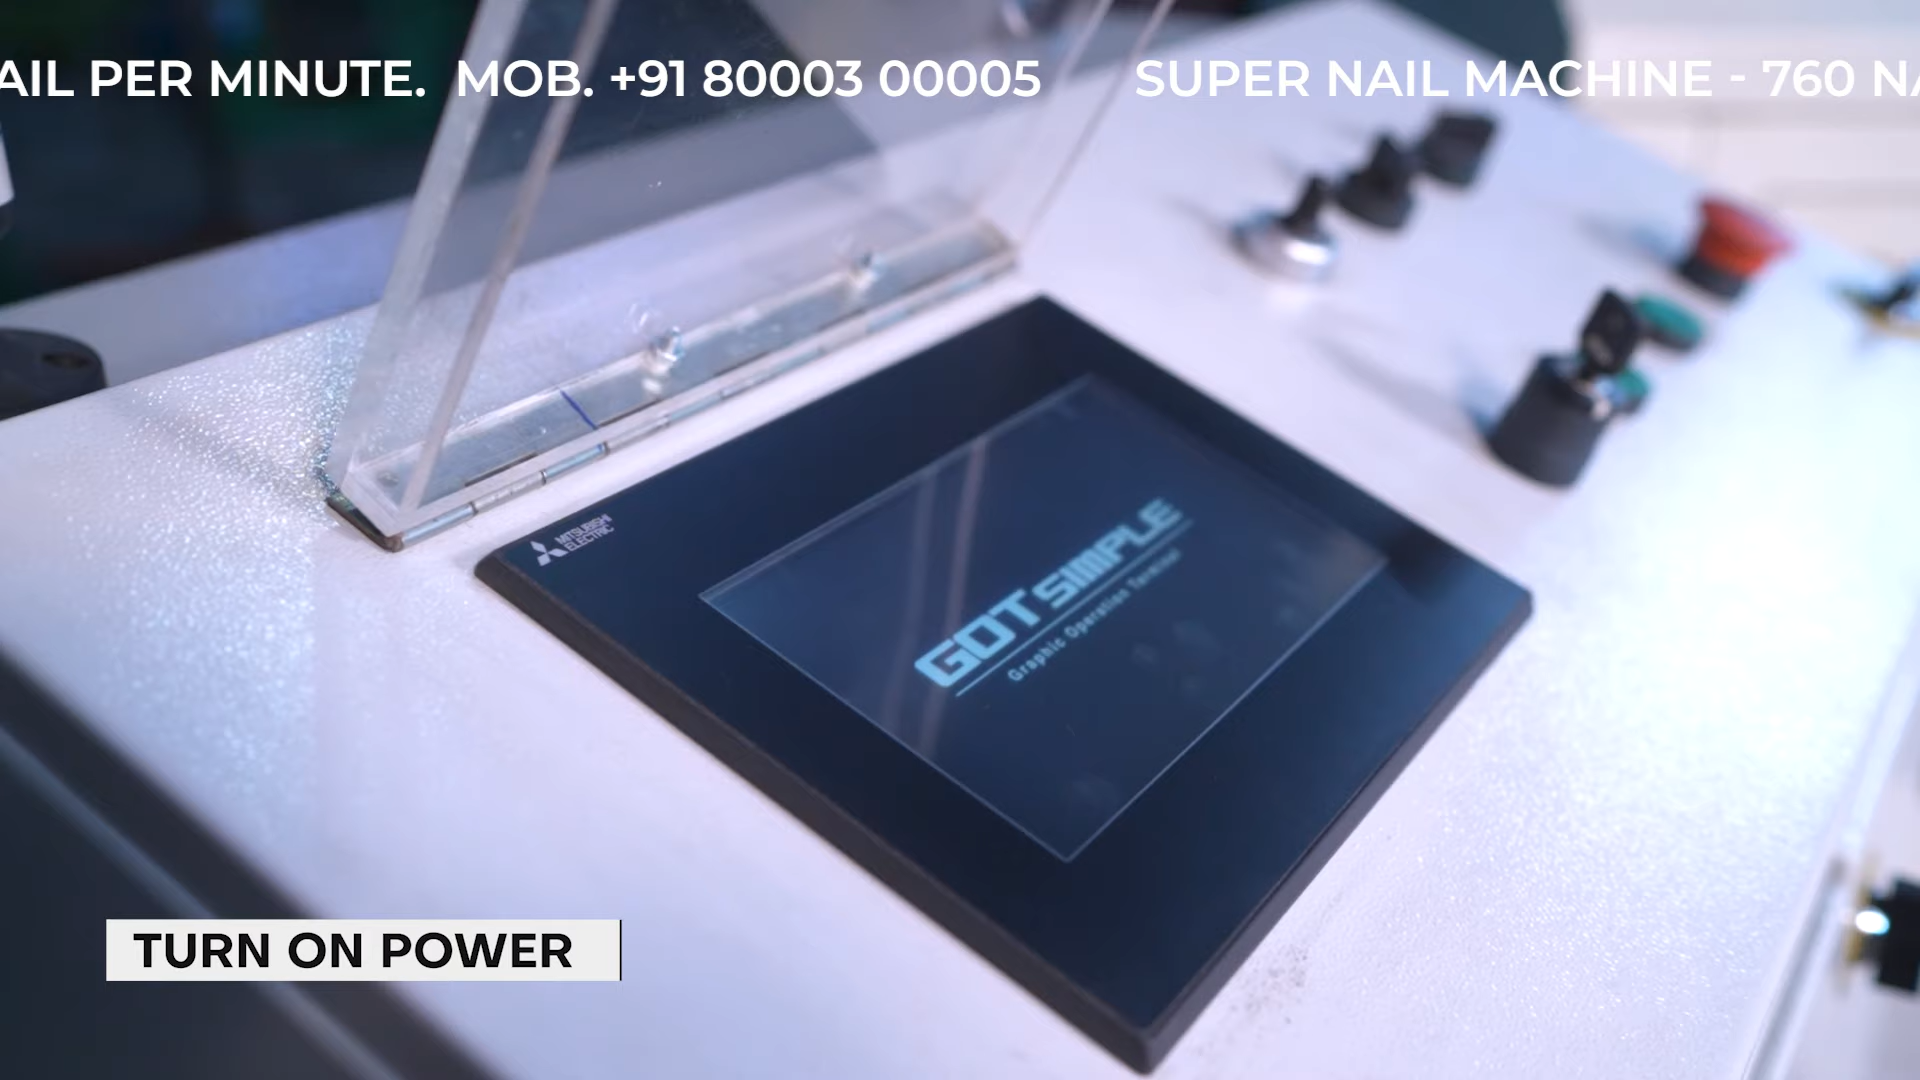 AIL PER MINUTE. MOB. +91 80003 00005 SUPER NAIL MACHINE - 760 NA
MITSUBISHI
ELECTRIC
GOT SIMPLE
Graphic Operation Terminal
TURN ON POWER